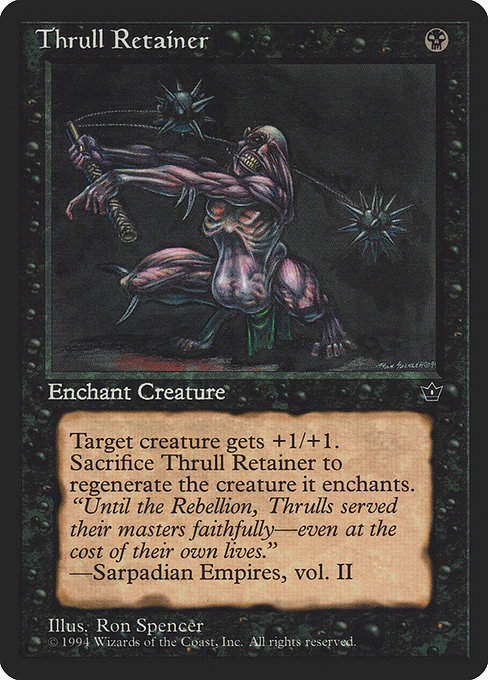 Thrull Retainer
Enchant Creature
Target creature gets +1/+1.
Sacrifice Thrull Retainer to
regenerate the creature it enchants.
“Until the Rebellion, Thrulls served
their masters faithfully—even at the
cost of their own lives.”
—Sarpadian Empires, vol. II
Illus. Ron Spencer
© 1994 Wizards of the Coast, Inc. All rights reserved.